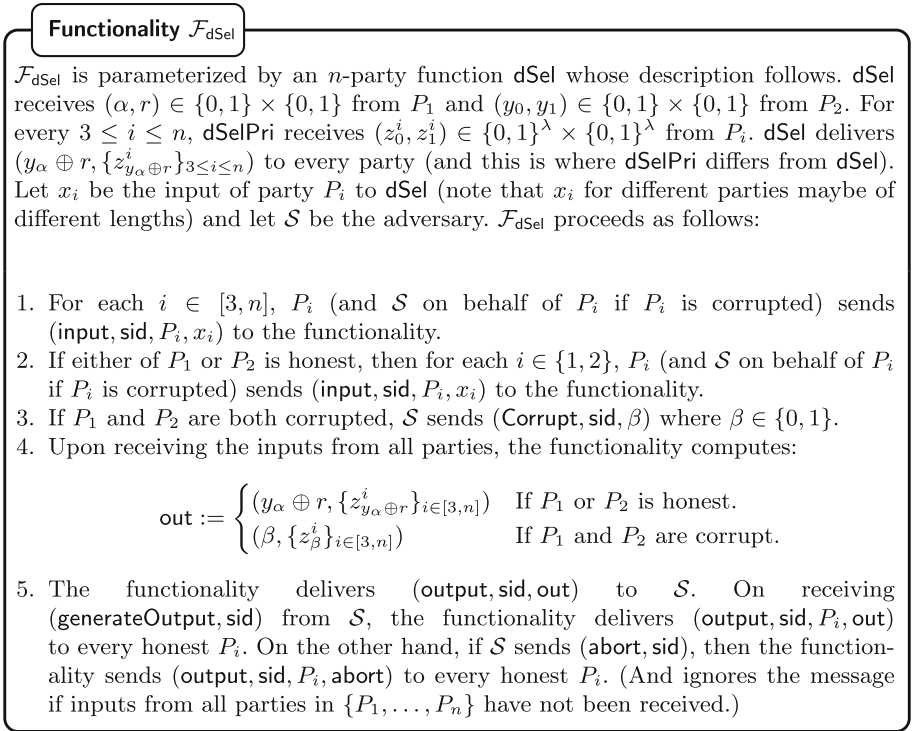 Functionality F_dSel
F_dSel is parameterized by an n-party function dSel whose description follows. dSel
receives (α, r) ∈ {0, 1} × {0, 1} from P_1 and (y_0, y_1) ∈ {0, 1} × {0, 1} from P_2. For
every 3 ≤ i ≤ n, dSelPri receives (z_0^i, z_1^i) ∈ {0, 1}^λ × {0, 1}^λ from P_i. dSel delivers
(y_α ⊕ r, {z^i_{y_α⊕r}}_{3≤i≤n}) to every party (and this is where dSelPri differs from dSel).
Let x_i be the input of party P_i to dSel (note that x_i for different parties maybe of
different lengths) and let S be the adversary. F_dSel proceeds as follows:
1. For each i ∈ [3, n], P_i (and S on behalf of P_i if P_i is corrupted) sends
(input, sid, P_i, x_i) to the functionality.
2. If either of P_1 or P_2 is honest, then for each i ∈ {1, 2}, P_i (and S on behalf of P_i
if P_i is corrupted) sends (input, sid, P_i, x_i) to the functionality.
3. If P_1 and P_2 are both corrupted, S sends (Corrupt, sid, β) where β ∈ {0, 1}.
4. Upon receiving the inputs from all parties, the functionality computes:
out := { (y_α ⊕ r, {z^i_{y_α⊕r}}_{i∈[3,n]}) If P_1 or P_2 is honest.
(β, {z^i_β}_{i∈[3,n]}) If P_1 and P_2 are corrupt.
5. The functionality delivers (output, sid, out) to S. On receiving
(generateOutput, sid) from S, the functionality delivers (output, sid, P_i, out)
to every honest P_i. On the other hand, if S sends (abort, sid), then the function-
ality sends (output, sid, P_i, abort) to every honest P_i. (And ignores the message
if inputs from all parties in {P_1, . . . , P_n} have not been received.)